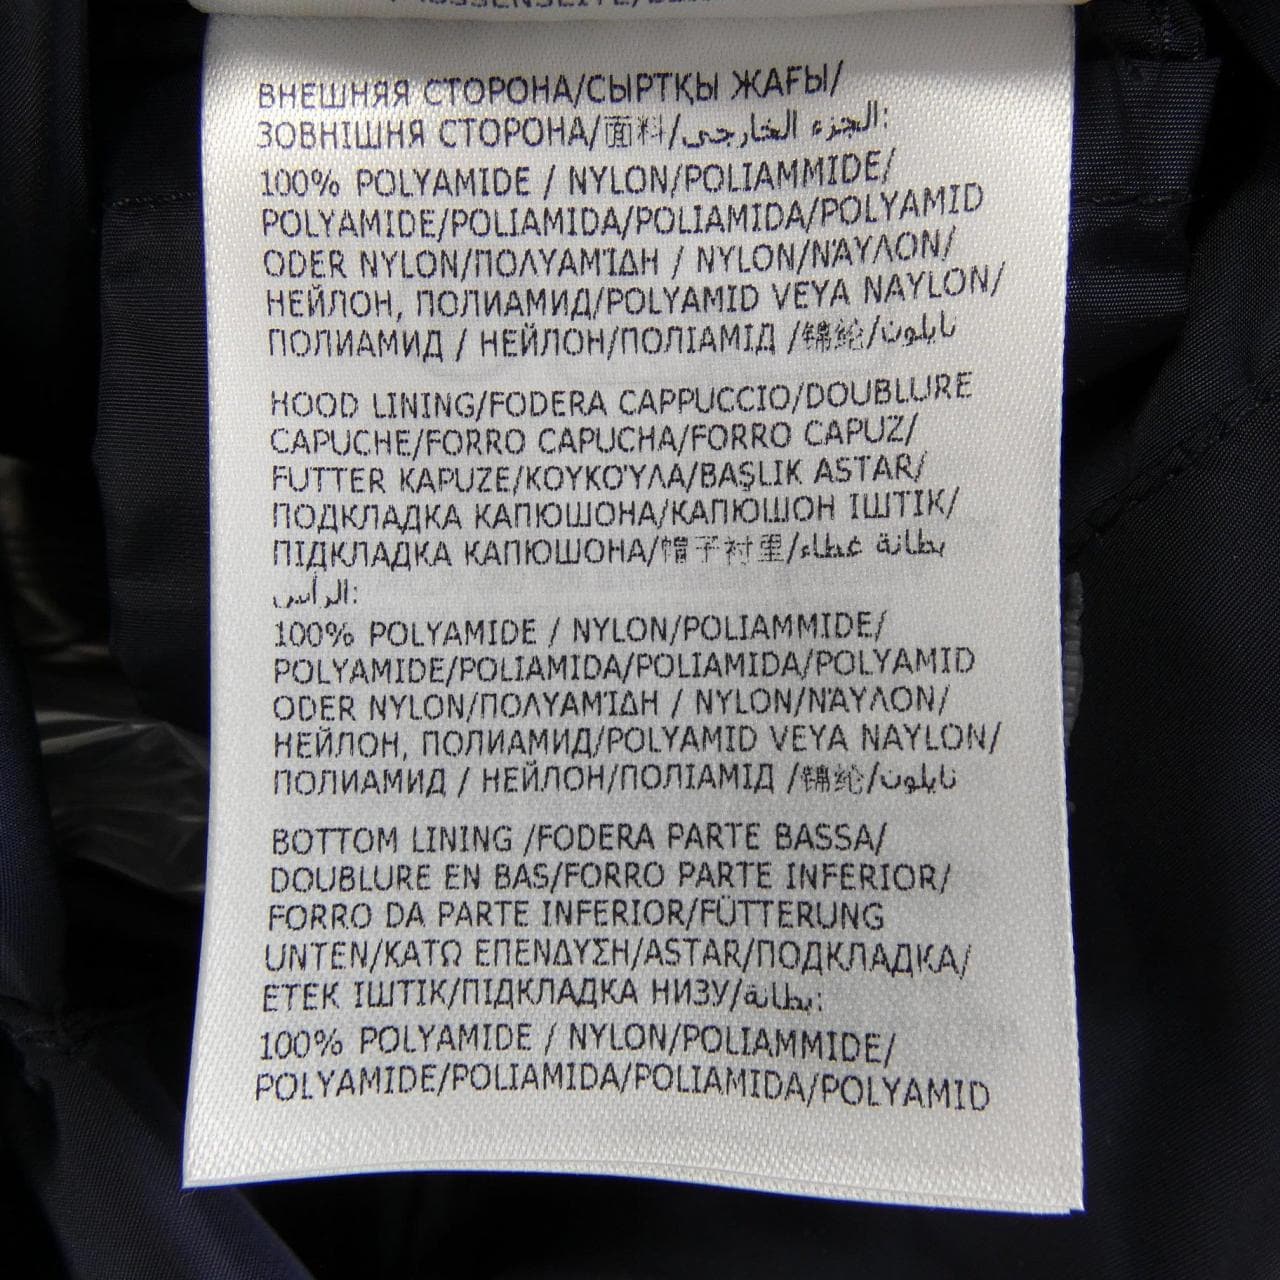 ВНЕШНЯЯ СТОРОНА/СЫРТҚЫ ЖАҒЫ/
ЗОВНІШНЯ СТОРОНА/面料/الجزء الخارجى:
100% POLYAMIDE / NYLON/POLIAMMIDE/
POLYAMIDE/POLIAMIDA/POLIAMIDA/POLYAMID
ODER NYLON/ΠΟΛΥΑΜΊΔΗ / NYLON/ΝΆΥΛΟΝ/
НЕЙЛОН, ПОЛИАМИД/POLYAMID VEYA NAYLON/
ПОЛИАМИД / НЕЙЛОН/ПОЛІАМІД /锦纶/نايلون
HOOD LINING/FODERA CAPPUCCIO/DOUBLURE
CAPUCHE/FORRO CAPUCHA/FORRO CAPUZ/
FUTTER KAPUZE/ΚΟΥΚΟΎΛΑ/BAŞLIK ASTAR/
ПОДКЛАДКА КАПЮШОНА/КАПЮШОН ІШТІК/
ПІДКЛАДКА КАПЮШОНА/帽子衬里/بطانة غطاء
الرأس:
100% POLYAMIDE / NYLON/POLIAMMIDE/
POLYAMIDE/POLIAMIDA/POLIAMIDA/POLYAMID
ODER NYLON/ΠΟΛΥΑΜΊΔΗ / NYLON/ΝΆΥΛΟΝ/
НЕЙЛОН, ПОЛИАМИД/POLYAMID VEYA NAYLON/
ПОЛИАМИД / НЕЙЛОН/ПОЛІАМІД /锦纶/نايلون
BOTTOM LINING /FODERA PARTE BASSA/
DOUBLURE EN BAS/FORRO PARTE INFERIOR/
FORRO DA PARTE INFERIOR/FÜTTERUNG
UNTEN/ΚΑΤΩ ΕΠΕΝΔΥΣΗ/ASTAR/ПОДКЛАДКА/
ЕТЕК ІШТІК/ПІДКЛАДКА НИЗУ/بطانة:
100% POLYAMIDE / NYLON/POLIAMMIDE/
POLYAMIDE/POLIAMIDA/POLIAMIDA/POLYAMID